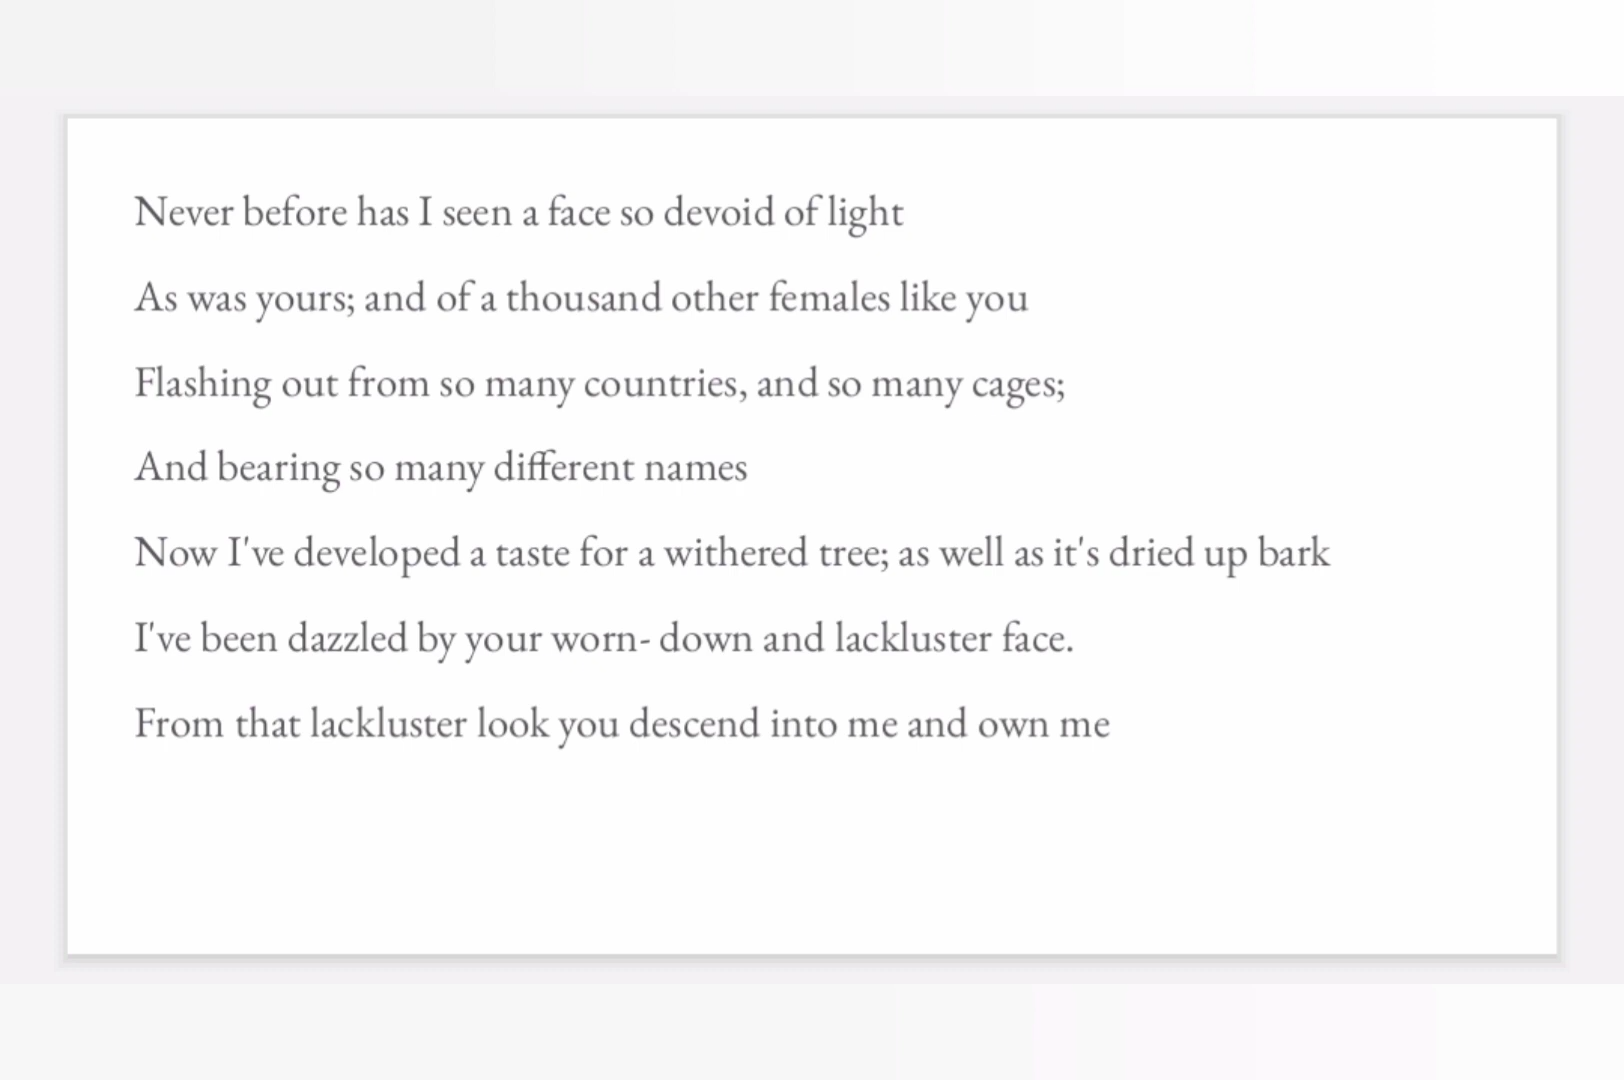 Never before has I seen a face so devoid of light
As was yours; and of a thousand other females like you
Flashing out from so many countries, and so many cages;
And bearing so many different names
Now I've developed a taste for a withered tree; as well as it's dried up bark
I've been dazzled by your worn- down and lackluster face.
From that lackluster look you descend into me and own me